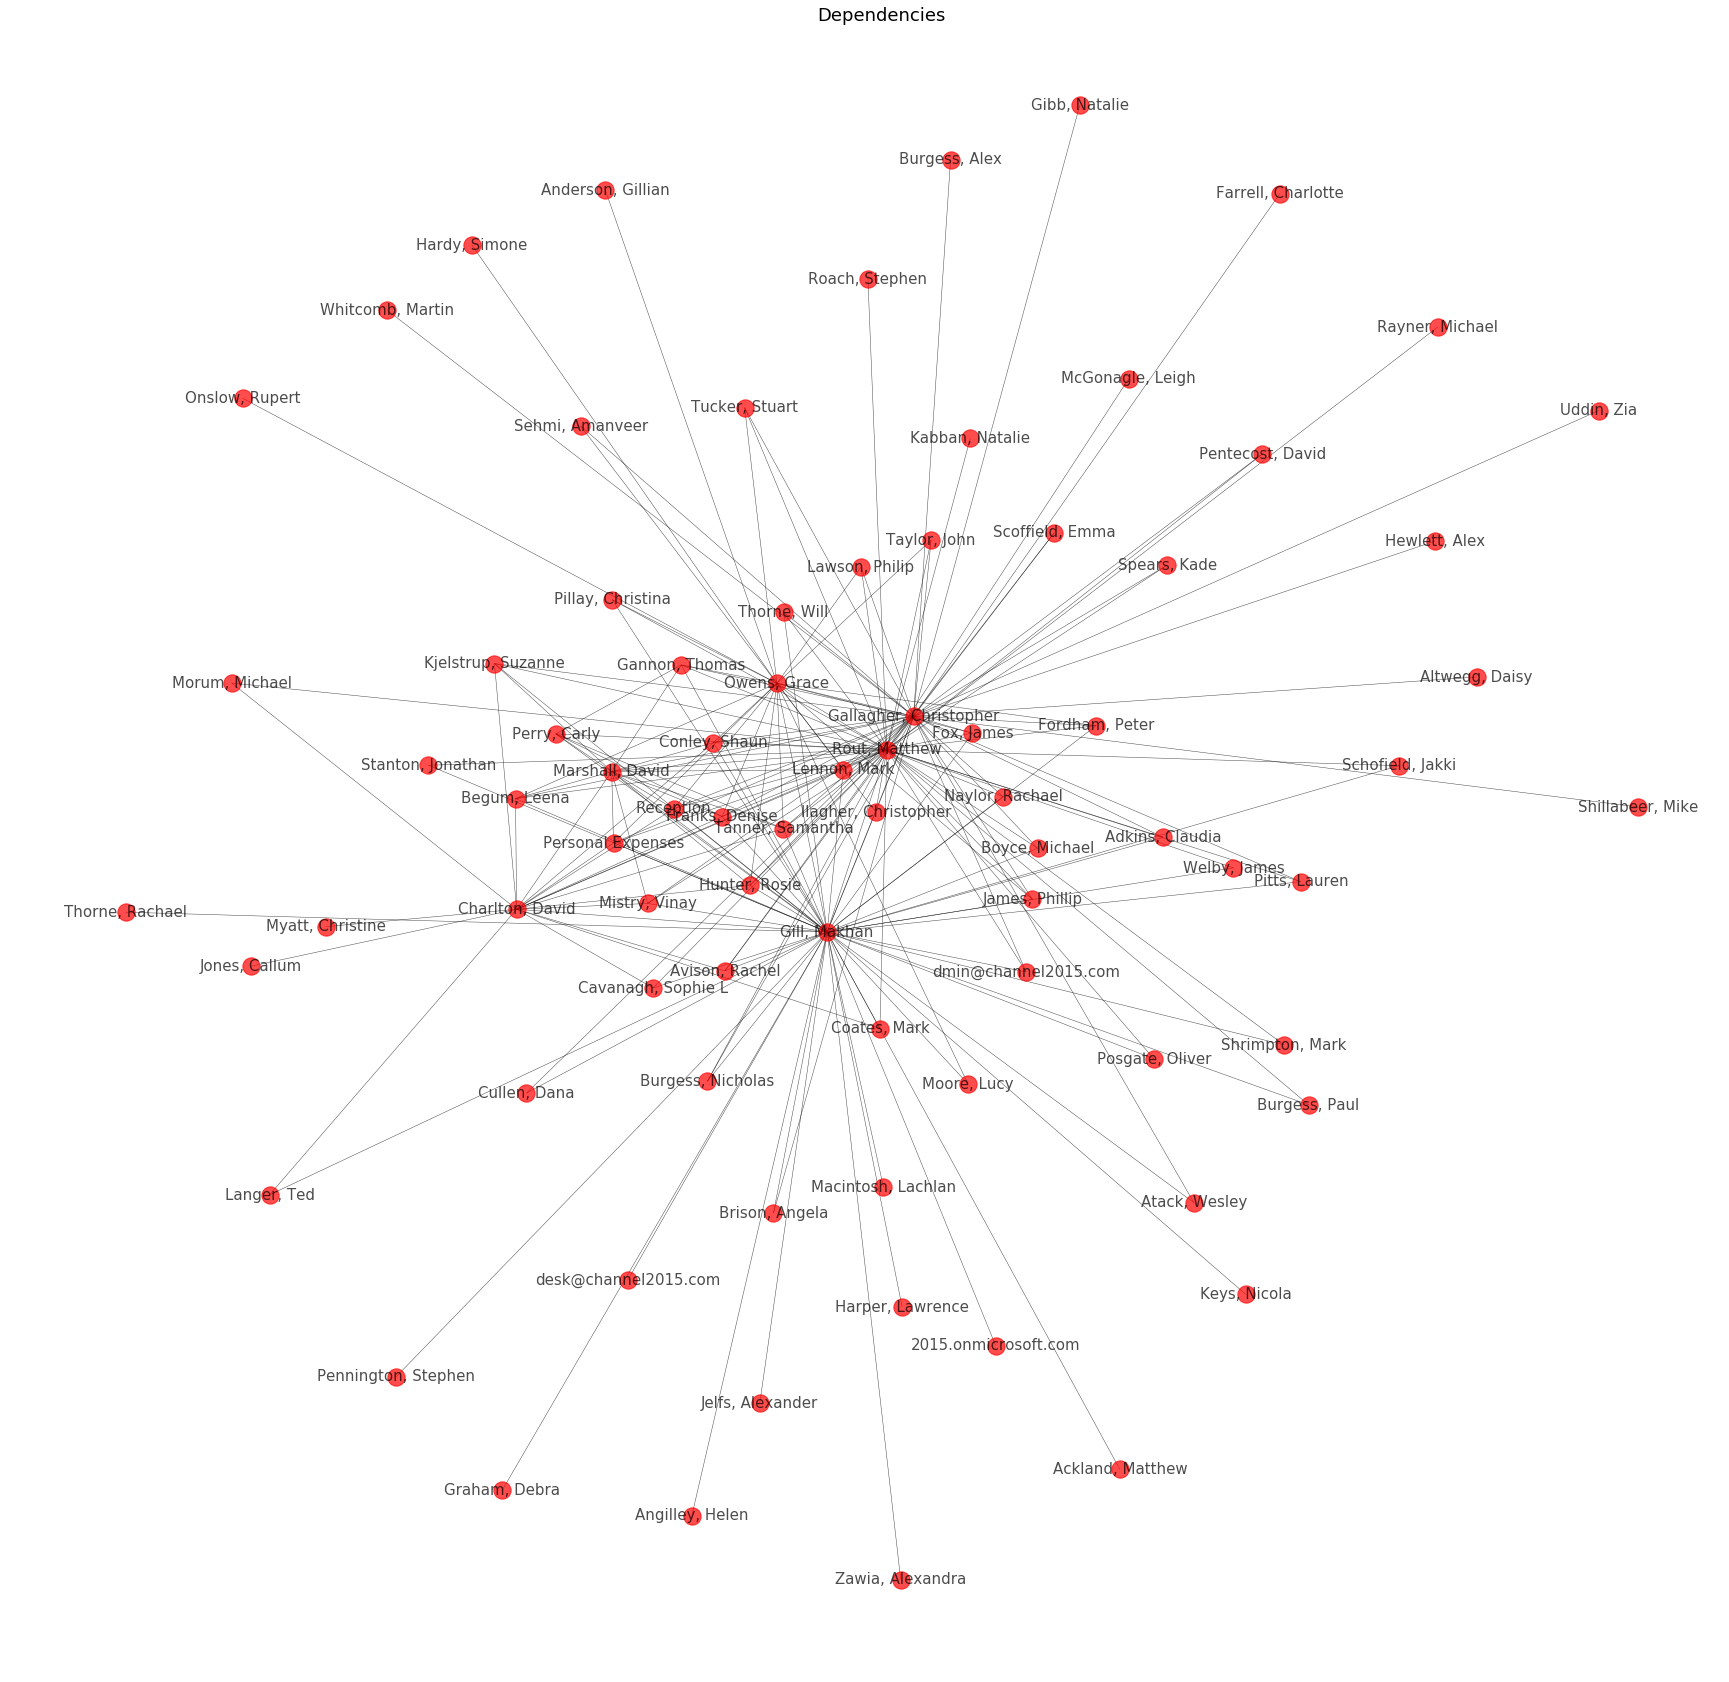 Dependencies
Gibb, Natalie
Burgess, Alex
Anderson, Gillian
Farrell, Charlotte
Hardy, Simone
Roach, Stephen
Whitcomb, Martin
Rayner, Michael
McGonagle, Leigh
Onslow, Rupert
Tucker, Stuart
Uddin, Zia
Sehmi, Amanveer
Kabban, Natalie
Pentecost, David
Scoffield, Emma
Taylor, John
Hewlett, Alex
Lawson, Philip
Spears, Kade
Pillay, Christina
Thorne, Will
Kjelstrup, Suzanne
Gannon, Thomas
Morum, Michael
Owens, Grace
Altwegg, Daisy
Gallagher, Christopher
Fordham, Peter
Perry, Carly
Fox, James
Conley, Shaun
Rout, Matthew
Stanton, Jonathan
Schofield, Jakki
Marshall, David
Lennon, Mark
Begum, Leena
Naylor, Rachael
Reception
Shillabeer, Mike
llagher, Christopher
Franks, Denise
Tanner, Samantha
Adkins, Claudia
Personal Expenses
Boyce, Michael
Welby, James
Pitts, Lauren
Hunter, Rosie
James, Phillip
Mistry, Vinay
Charlton, David
Thorne, Rachael
Myatt, Christine
Gill, Makhan
Jones, Callum
Avison, Rachel
dmin@channel2015.com
Cavanagh, Sophie L
Coates, Mark
Shrimpton, Mark
Posgate, Oliver
Burgess, Nicholas
Moore, Lucy
Cullen, Dana
Burgess, Paul
Macintosh, Lachlan
Langer, Ted
Atack, Wesley
Brison, Angela
desk@channel2015.com
Keys, Nicola
Harper, Lawrence
2015.onmicrosoft.com
Pennington, Stephen
Jelfs, Alexander
Ackland, Matthew
Graham, Debra
Angilley, Helen
Zawia, Alexandra